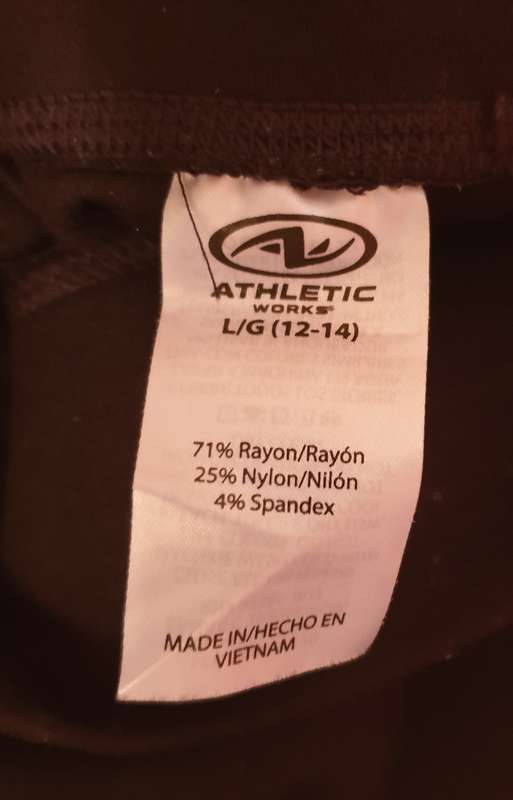 ATHLETIC
WORKS®
L/G (12-14)
71% Rayon/Rayón
25% Nylon/Nilón
4% Spandex
MADE IN/HECHO EN
VIETNAM